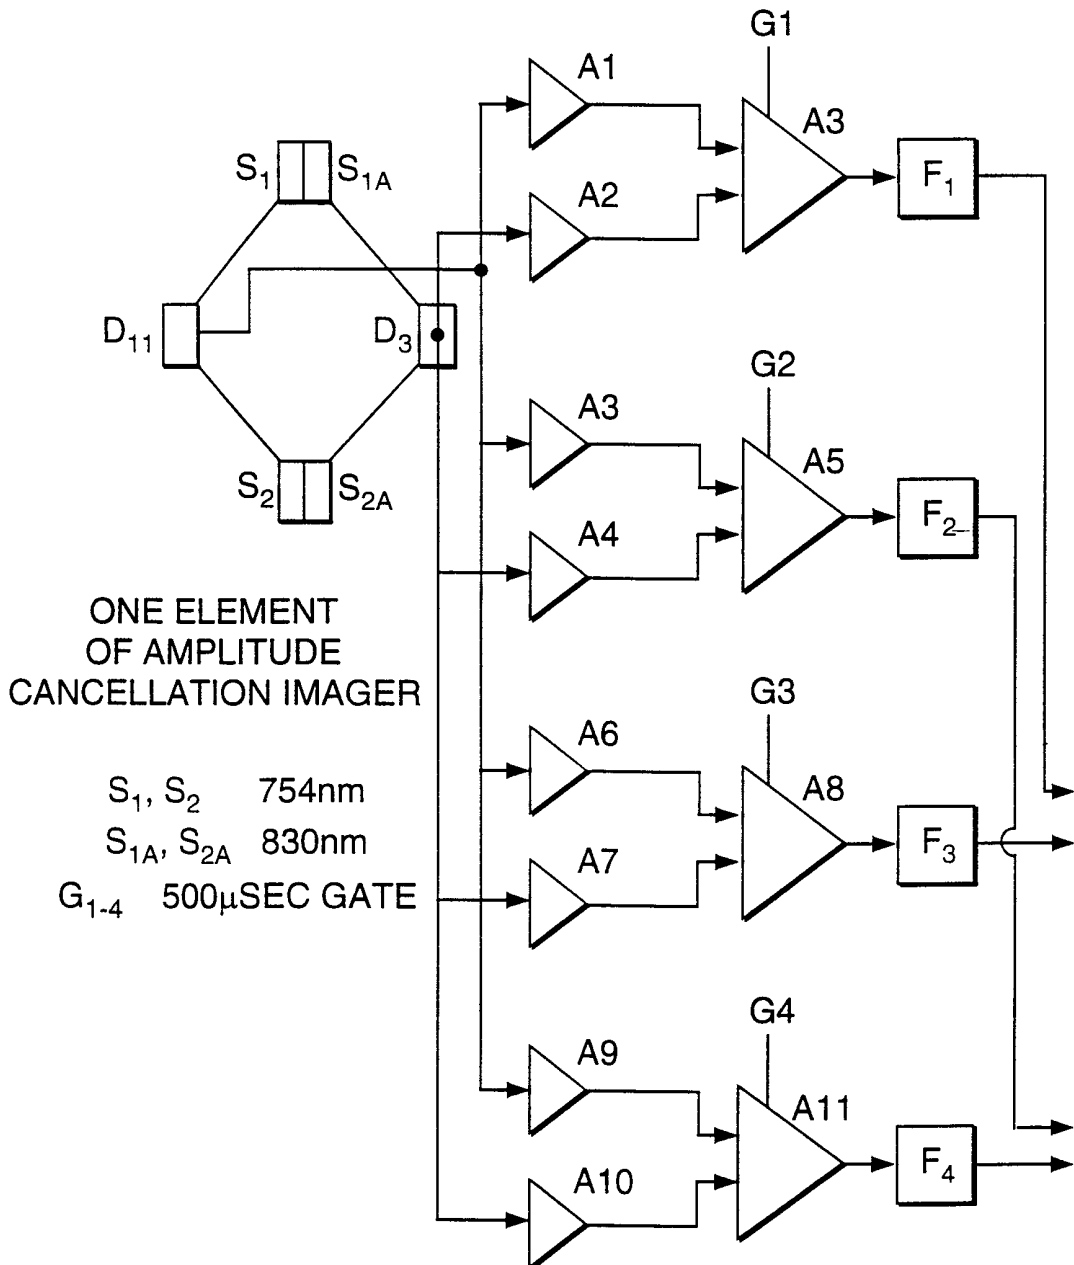 G1
A1
A3
S1 S1A
F1
A2
D11 D3
G2
A3
A5
S2 S2A
F2
A4
ONE ELEMENT
OF AMPLITUDE
CANCELLATION IMAGER
G3
A6
S1, S2 754nm
A8
S1A, S2A 830nm
F3
A7
G1-4 500µSEC GATE
G4
A9
A11
F4
A10